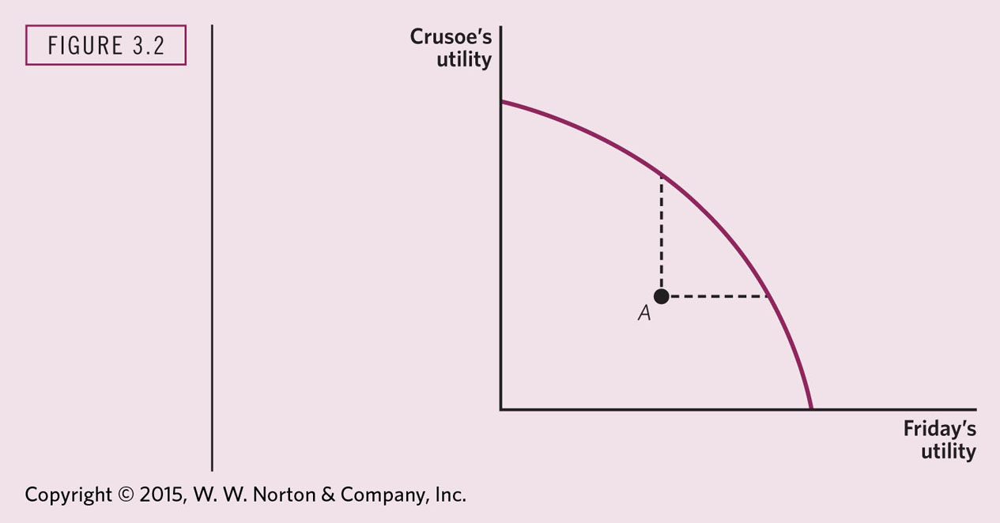 FIGURE 3.2
Crusoe’s
utility
A
Friday’s
utility
Copyright © 2015, W. W. Norton & Company, Inc.